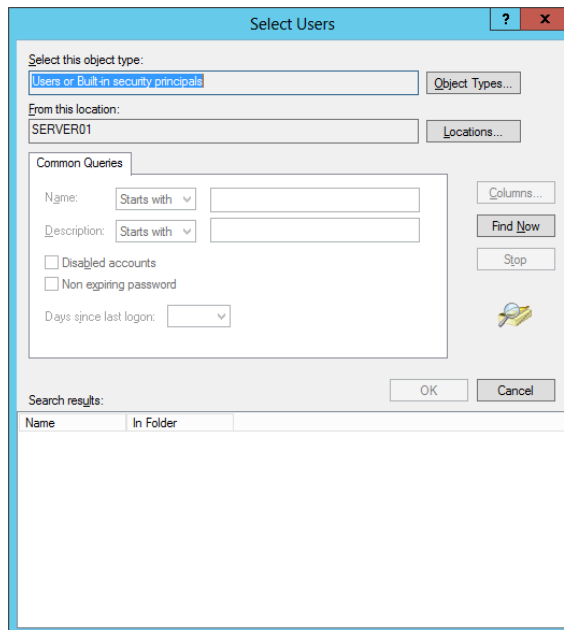 Select Users
? x
Select this object type:
Users or Built-in security principals
Object Types...
From this location:
SERVER01
Locations...
Common Queries
Name: Starts with
Description: Starts with
Disabled accounts
Non expiring password
Days since last logon:
Columns...
Find Now
Stop
OK Cancel
Search results:
Name In Folder